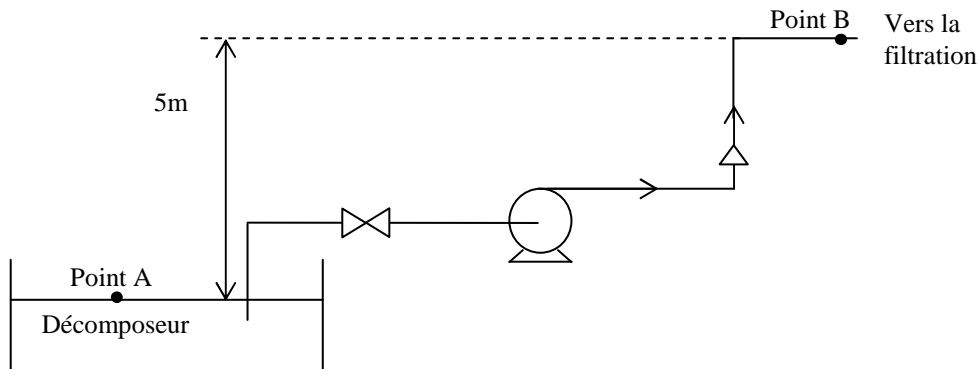 Point B
Vers la
filtration
5m
Point A
Décomposeur